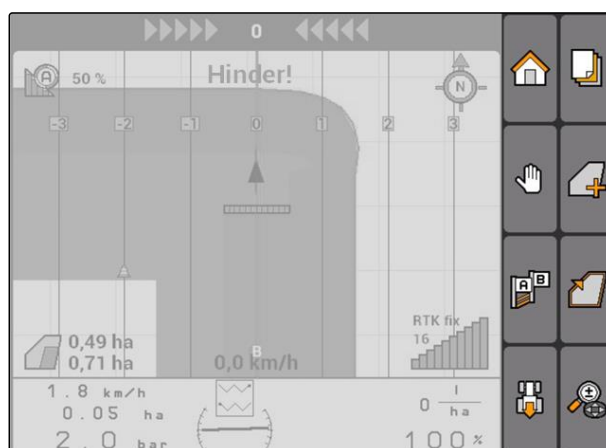 0
A
50 %
Hinder!
N
-3 -2 -1 0 1 2 3
A
A B
RTK fix
16
0,49 ha
0,71 ha
0,0 km/h
B
1.8 km/h
0.05 ha
2.0 bar
0 l/ha
100 %